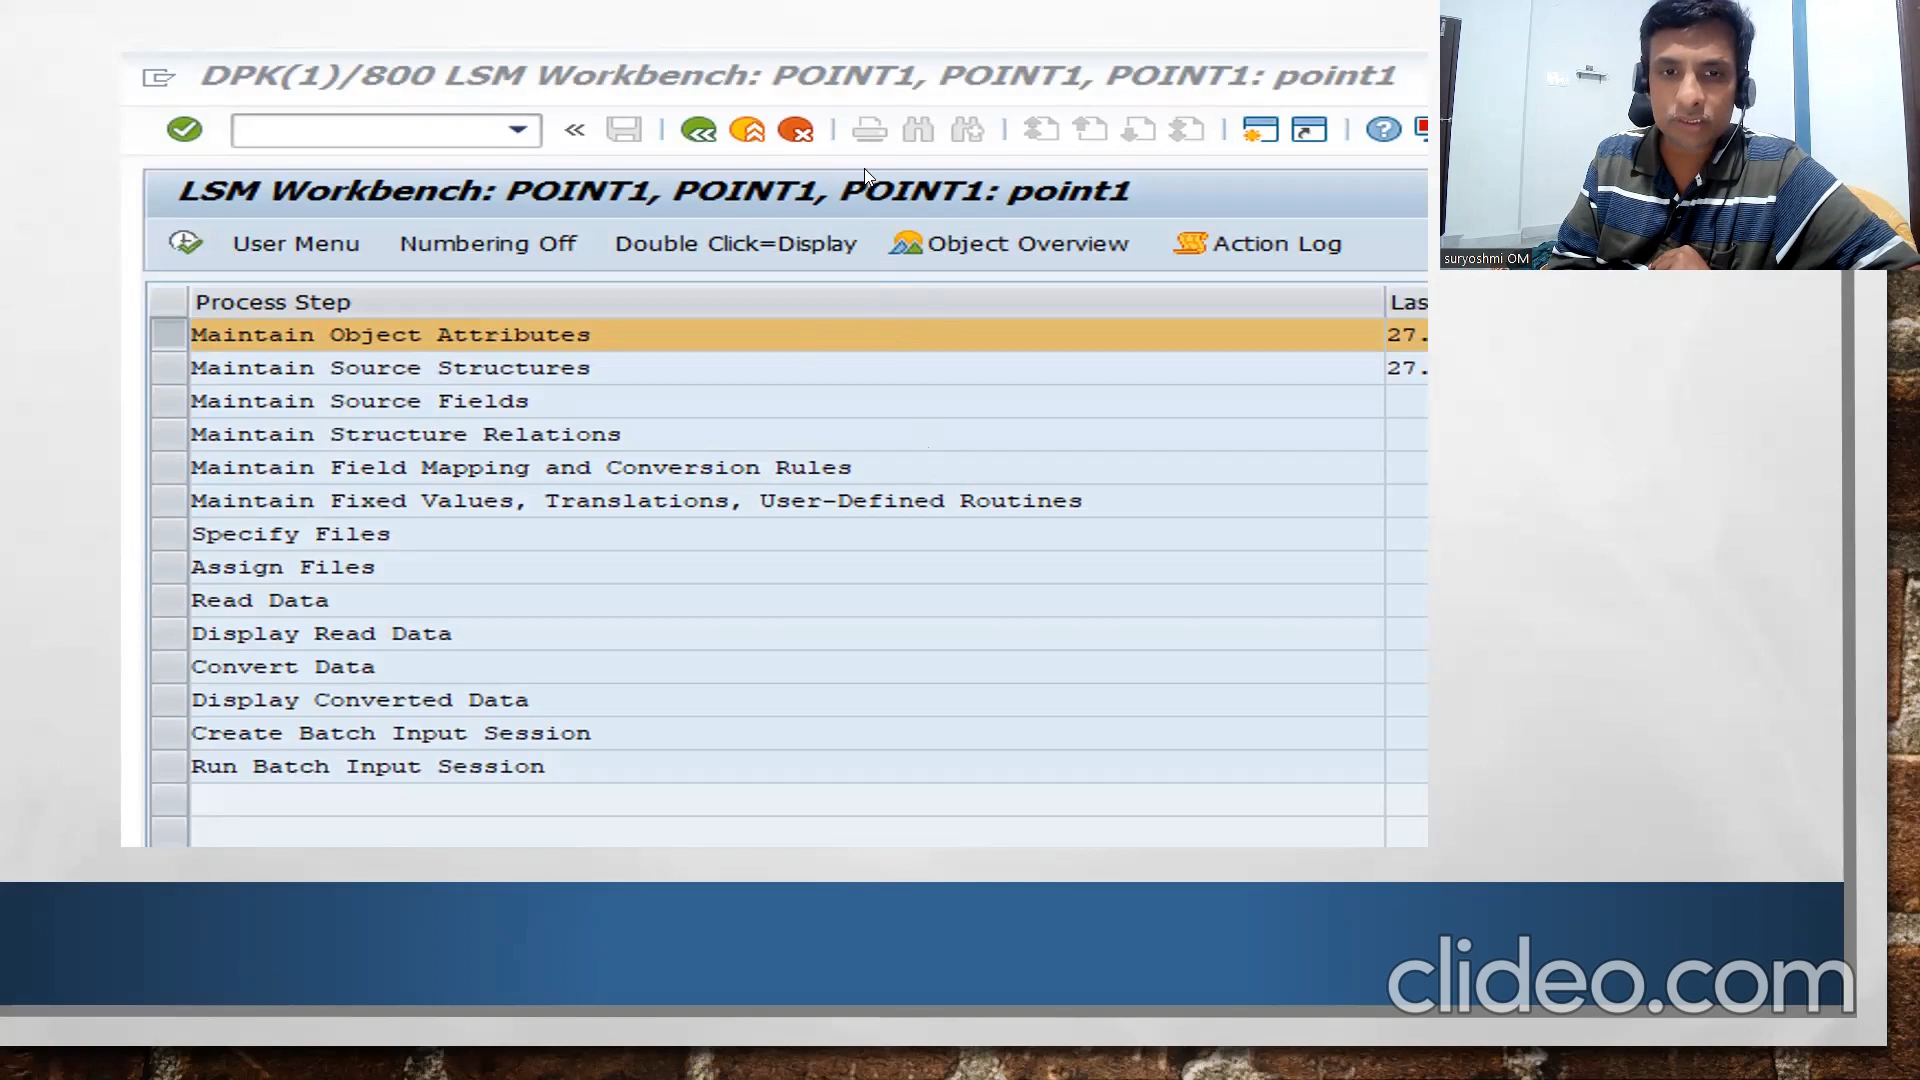 DPK(1)/800 LSM Workbench: POINT1, POINT1, POINT1: point1
LSM Workbench: POINT1, POINT1, POINT1: point1
User Menu Numbering Off Double Click=Display Object Overview Action Log
Process Step Las
Maintain Object Attributes 27.
Maintain Source Structures 27.
Maintain Source Fields
Maintain Structure Relations
Maintain Field Mapping and Conversion Rules
Maintain Fixed Values, Translations, User-Defined Routines
Specify Files
Assign Files
Read Data
Display Read Data
Convert Data
Display Converted Data
Create Batch Input Session
Run Batch Input Session
suryoshmi OM
clideo.com